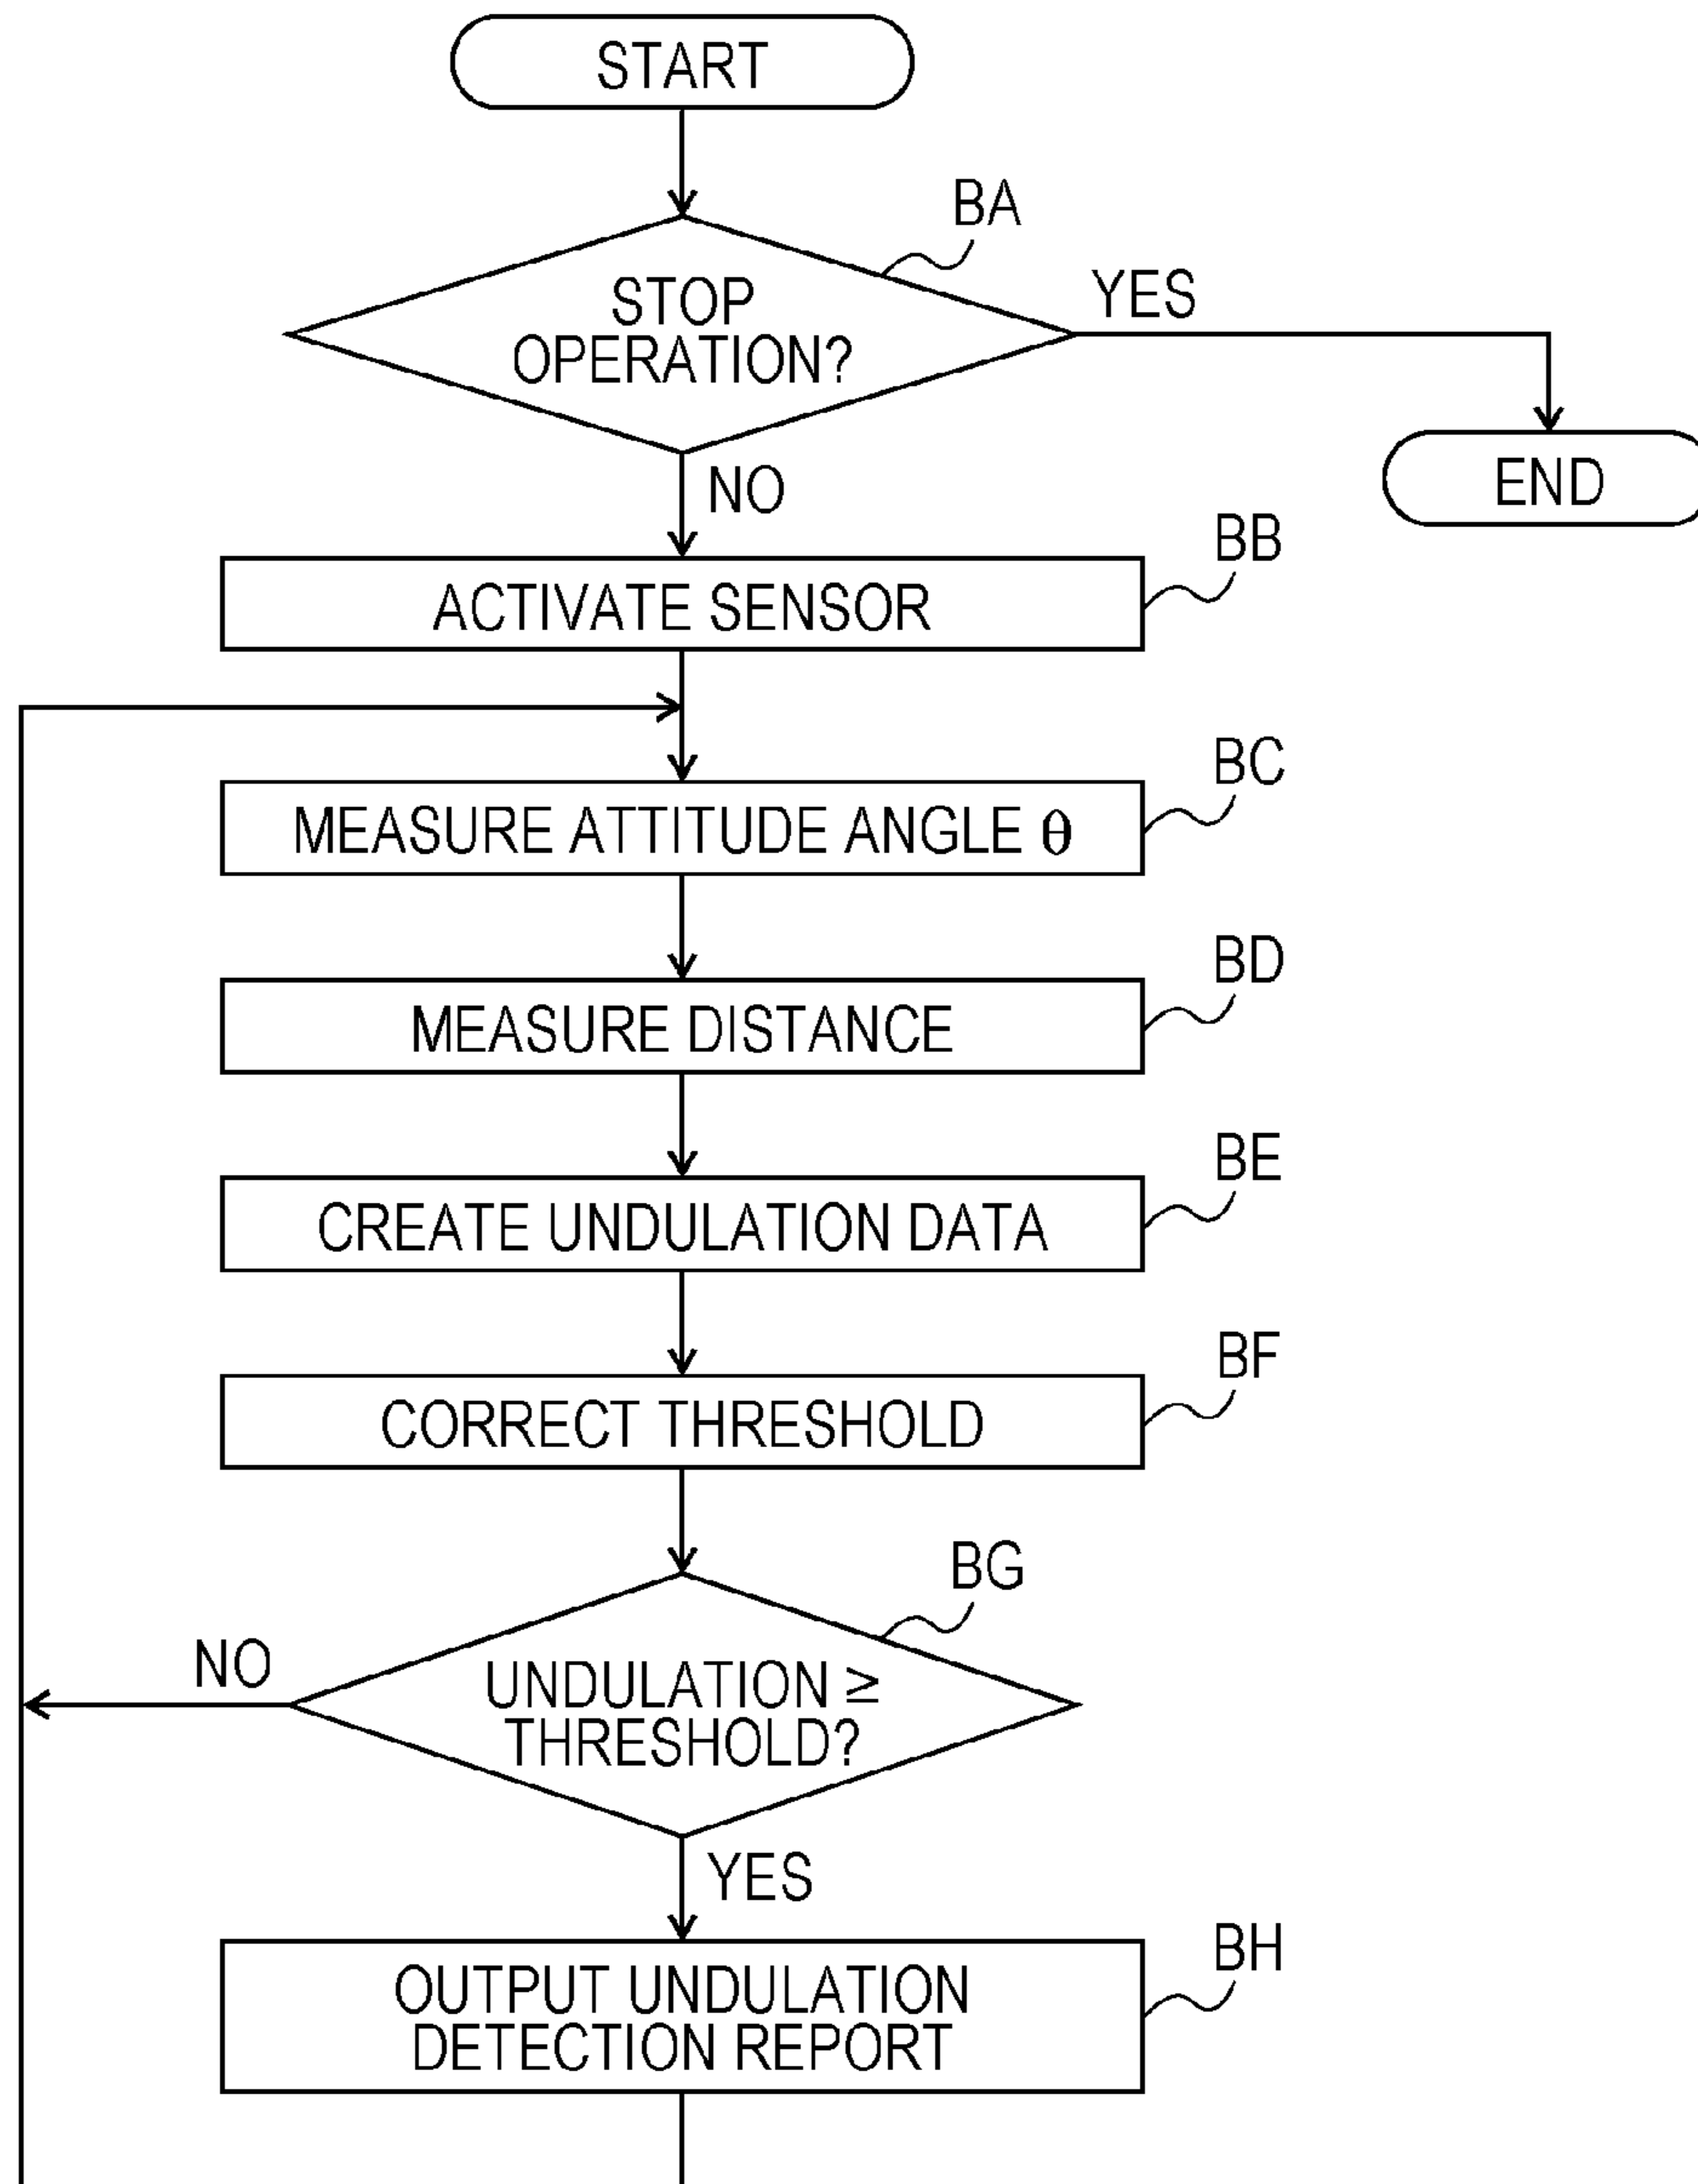 START
BA
STOP
OPERATION?
YES
END
NO
BB
ACTIVATE SENSOR
BC
MEASURE ATTITUDE ANGLE θ
BD
MEASURE DISTANCE
BE
CREATE UNDULATION DATA
BF
CORRECT THRESHOLD
BG
NO
UNDULATION ≥
THRESHOLD?
YES
BH
OUTPUT UNDULATION
DETECTION REPORT